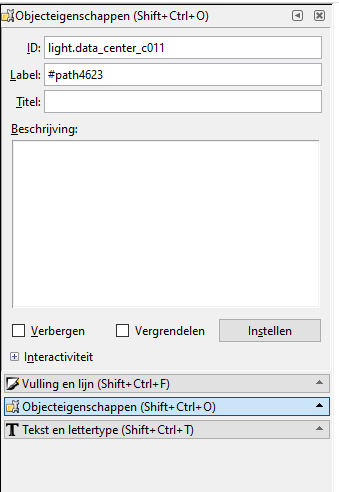 Objecteigenschappen (Shift+Ctrl+O)
ID: light.data_center_c011
Label: #path4623
Titel:
Beschrijving:
Verbergen Vergrendelen Instellen
Interactiviteit
Vulling en lijn (Shift+Ctrl+F)
Objecteigenschappen (Shift+Ctrl+O)
Tekst en lettertype (Shift+Ctrl+T)